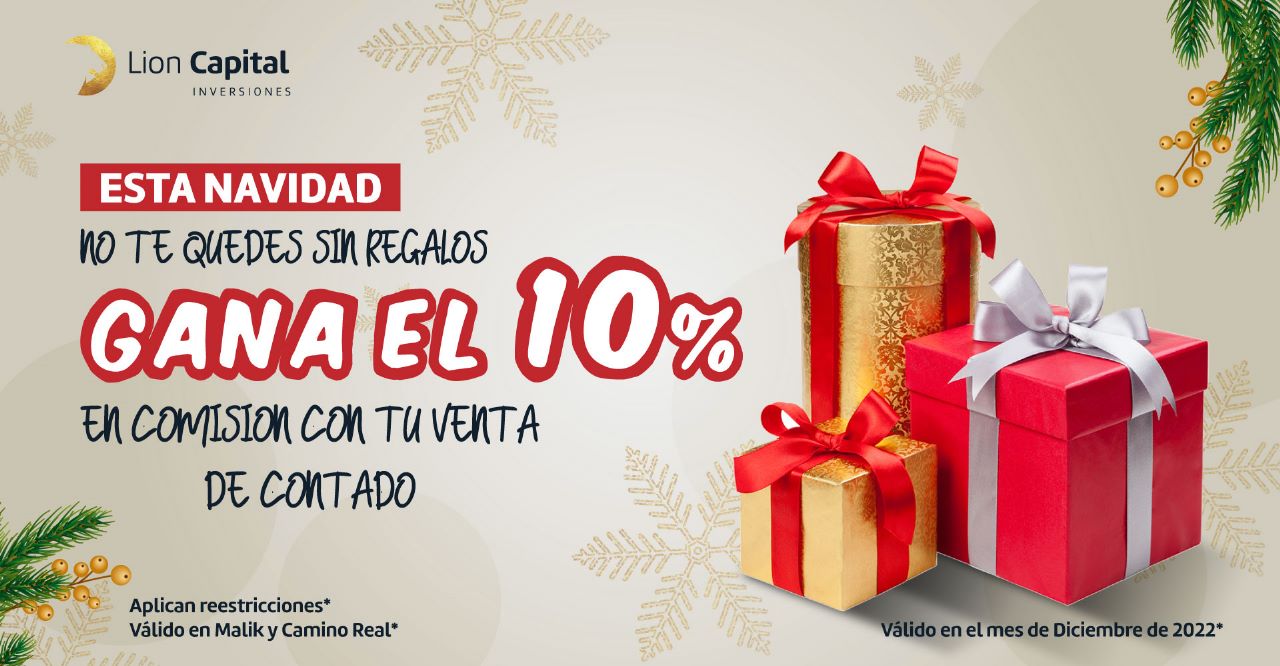 Lion Capital
INVERSIONES
ESTA NAVIDAD
NO TE QUEDES SIN REGALOS
GANA EL 10%
EN COMISION CON TU VENTA
DE CONTADO
Aplican reestricciones*
Válido en Malik y Camino Real*
Válido en el mes de Diciembre de 2022*